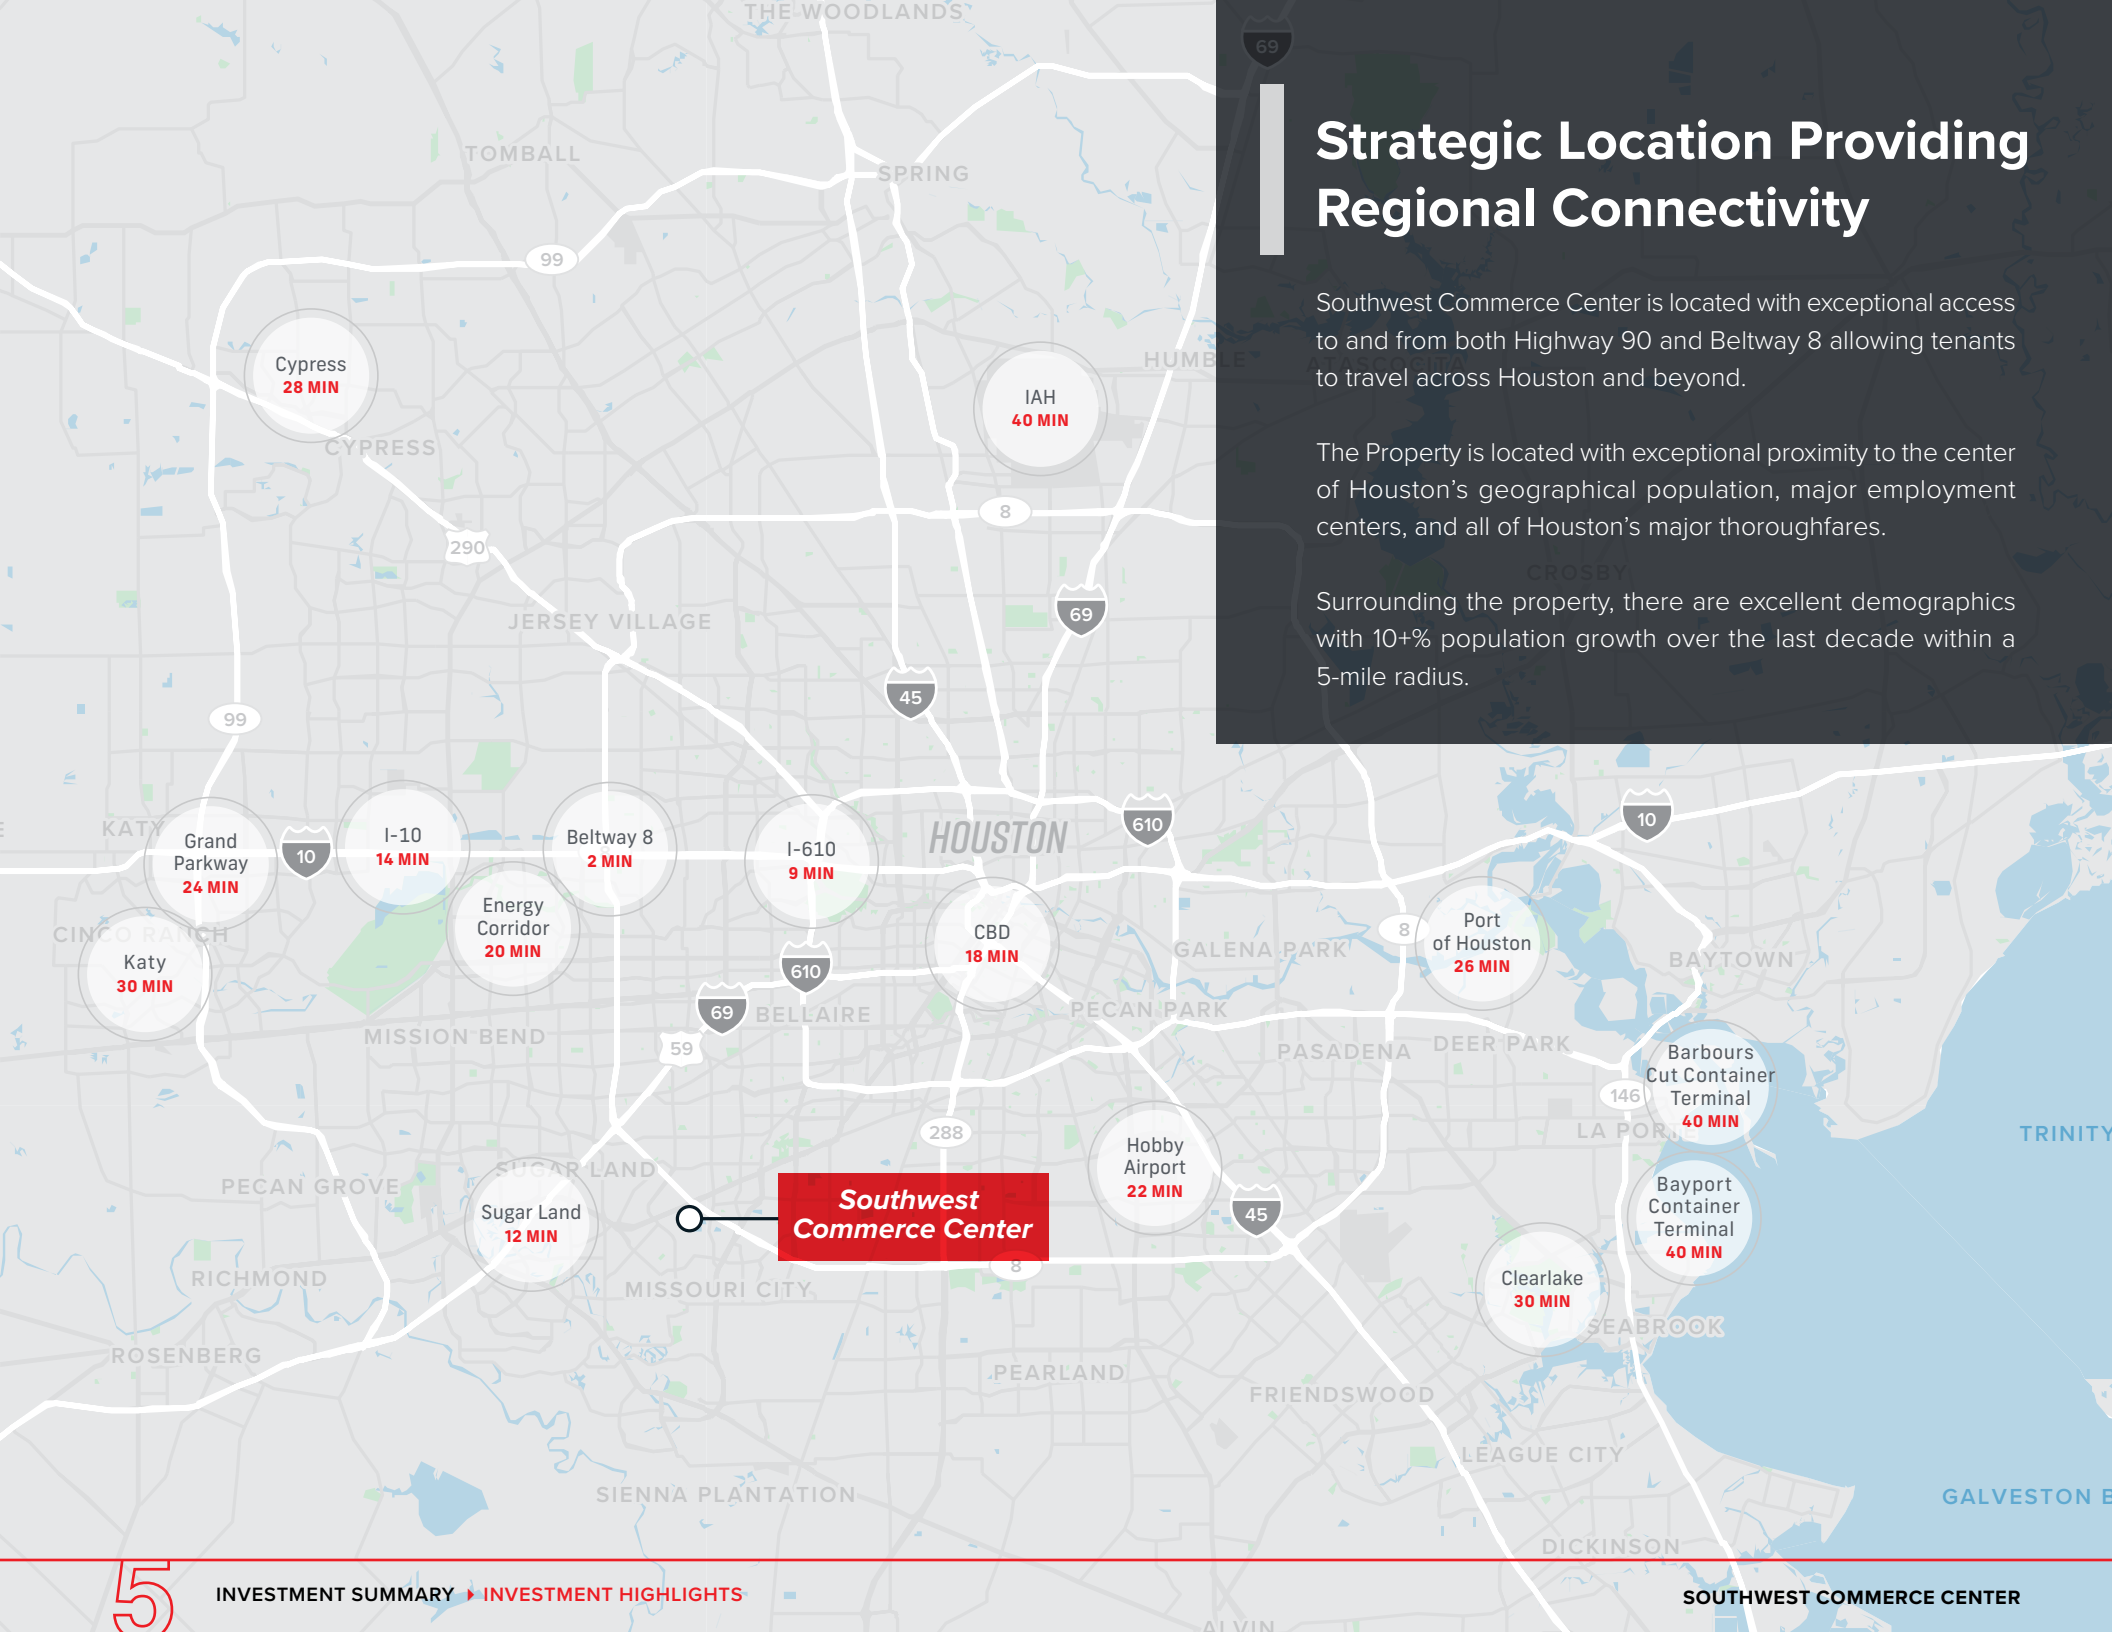 THE WOODLANDS
69
Strategic Location Providing
Regional Connectivity
Southwest Commerce Center is located with exceptional access
to and from both Highway 90 and Beltway 8 allowing tenants
to travel across Houston and beyond.
The Property is located with exceptional proximity to the center
of Houston's geographical population, major employment
centers, and all of Houston's major thoroughfares.
Surrounding the property, there are excellent demographics
with 10+% population growth over the last decade within a
5-mile radius.
TOMBALL
SPRING
99
HUMBLE
ATASCOCITA
Cypress
28 MIN
IAH
40 MIN
CYPRESS
8
290
CROSBY
JERSEY VILLAGE
69
45
99
KATY
Grand
Parkway
24 MIN
10
I-10
14 MIN
Beltway 8
2 MIN
I-610
9 MIN
HOUSTON
610
10
Energy
Corridor
20 MIN
CINCO RANCH
Katy
30 MIN
CBD
18 MIN
GALENA PARK
8
Port
of Houston
26 MIN
BAYTOWN
610
69
BELLAIRE
PECAN PARK
MISSION BEND
59
PASADENA
DEER PARK
Barbours
Cut Container
Terminal
40 MIN
146
LA PORTE
TRINITY
288
Hobby
Airport
22 MIN
SUGAR LAND
PECAN GROVE
Sugar Land
12 MIN
Southwest
Commerce Center
45
Bayport
Container
Terminal
40 MIN
8
RICHMOND
MISSOURI CITY
Clearlake
30 MIN
SEABROOK
ROSENBERG
PEARLAND
FRIENDSWOOD
LEAGUE CITY
SIENNA PLANTATION
GALVESTON B
DICKINSON
5
INVESTMENT SUMMARY
INVESTMENT HIGHLIGHTS
SOUTHWEST COMMERCE CENTER
ALVIN